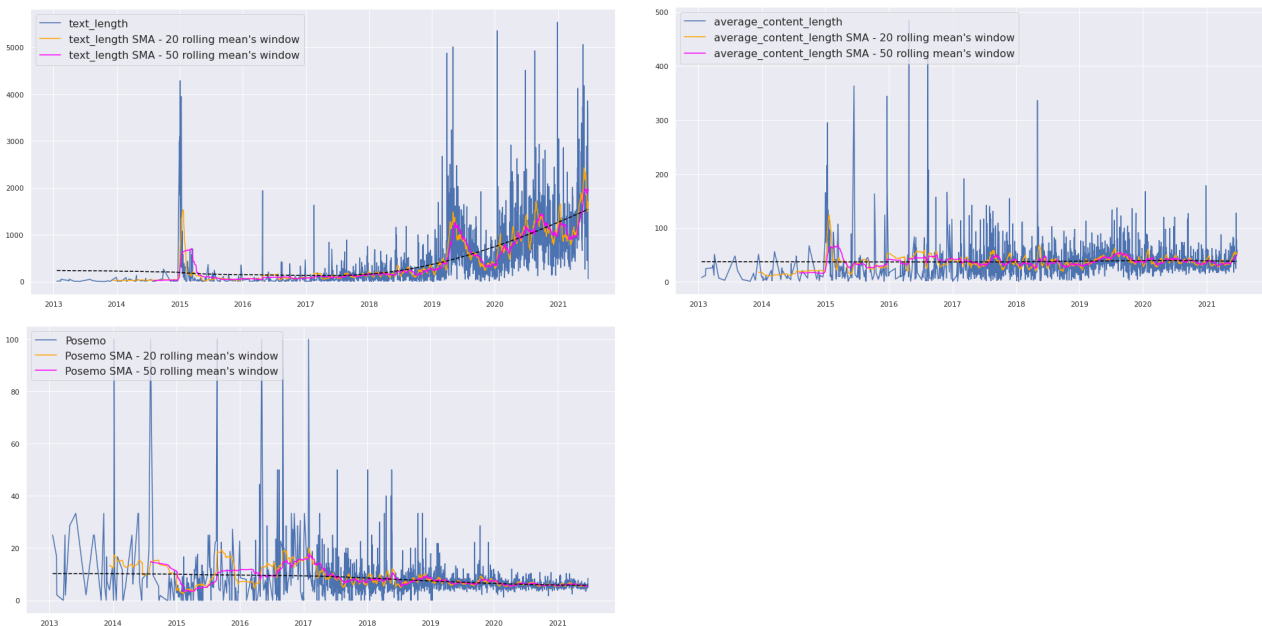 text_length
text_length SMA - 20 rolling mean's window
text_length SMA - 50 rolling mean's window
5000
4000
3000
2000
1000
0
2013 2014 2015 2016 2017 2018 2019 2020 2021
average_content_length
average_content_length SMA - 20 rolling mean's window
average_content_length SMA - 50 rolling mean's window
500
400
300
200
100
0
2013 2014 2015 2016 2017 2018 2019 2020 2021
Posemo
Posemo SMA - 20 rolling mean's window
Posemo SMA - 50 rolling mean's window
100
80
60
40
20
0
2013 2014 2015 2016 2017 2018 2019 2020 2021